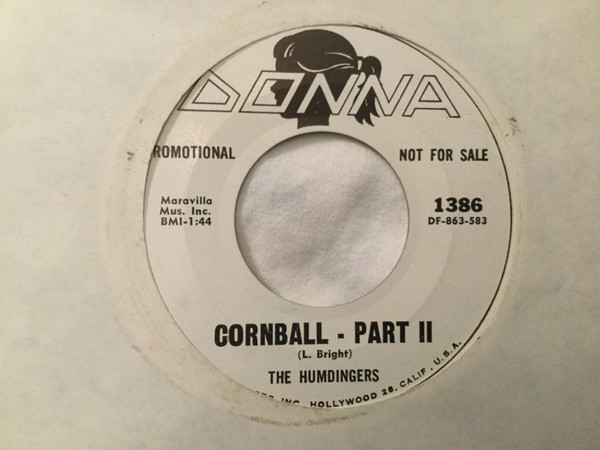 DONNA
ROMOTIONAL
NOT FOR SALE
Maravilla
Mus. Inc.
BMI-1:44
1386
DF-863-583
CORNBALL - PART II
(L. Bright)
THE HUMDINGERS
INC. HOLLYWOOD 28, CALIF. U.S.A.